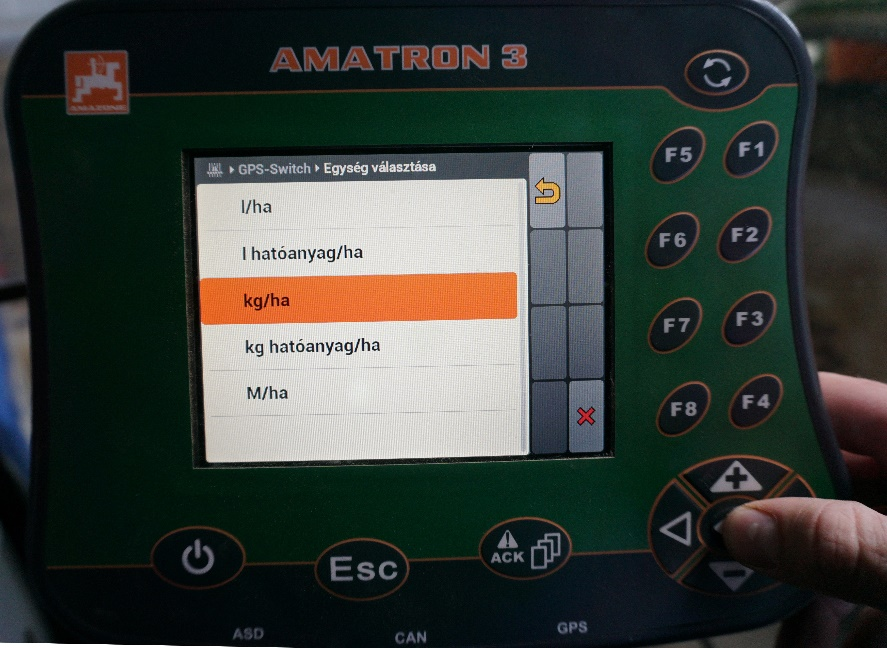 AMATRON 3
AMAZONE
GPS-Switch Egység választása
l/ha
l hatóanyag/ha
kg/ha
kg hatóanyag/ha
M/ha
F5 F1
F6 F2
F7 F3
F8 F4
Esc
ACK
ASD CAN GPS